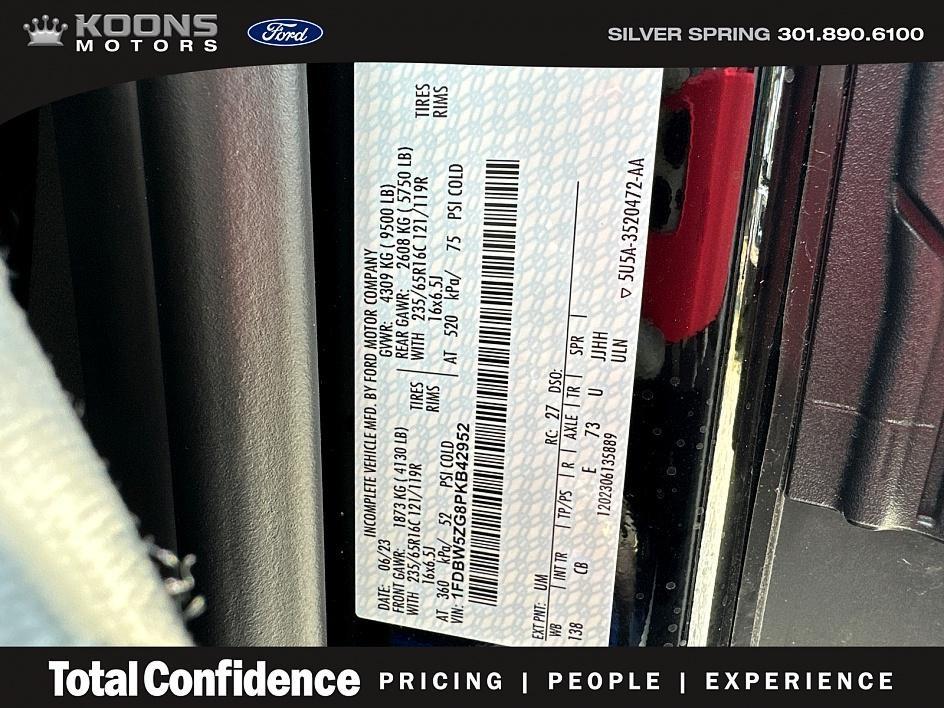 KOONS
MOTORS
Ford
SILVER SPRING 301.890.6100
INCOMPLETE VEHICLE MFD. BY FORD MOTOR COMPANY
DATE: 06/23 GVWR: 4309 KG ( 9500 LB)
FRONT GAWR: 1873 KG ( 4130 LB) REAR GAWR: 2608 KG ( 5750 LB)
WITH 235/65R16C 121/119R TIRES WITH 235/65R16C 121/119R TIRES
16x6.5J RIMS 16x6.5J RIMS
AT 360 kPa/ 52 PSI COLD AT 520 kPa/ 75 PSI COLD
VIN: 1FDBW5ZG8PKB42952
EXT PNT: UM RC: 27 DSO:
WB INT TR TP/PS R AXLE TR SPR
138 CB E 73 U JJHH
1202306135889 ULN
▽ 5U5A-3520472-AA
Total Confidence PRICING | PEOPLE | EXPERIENCE